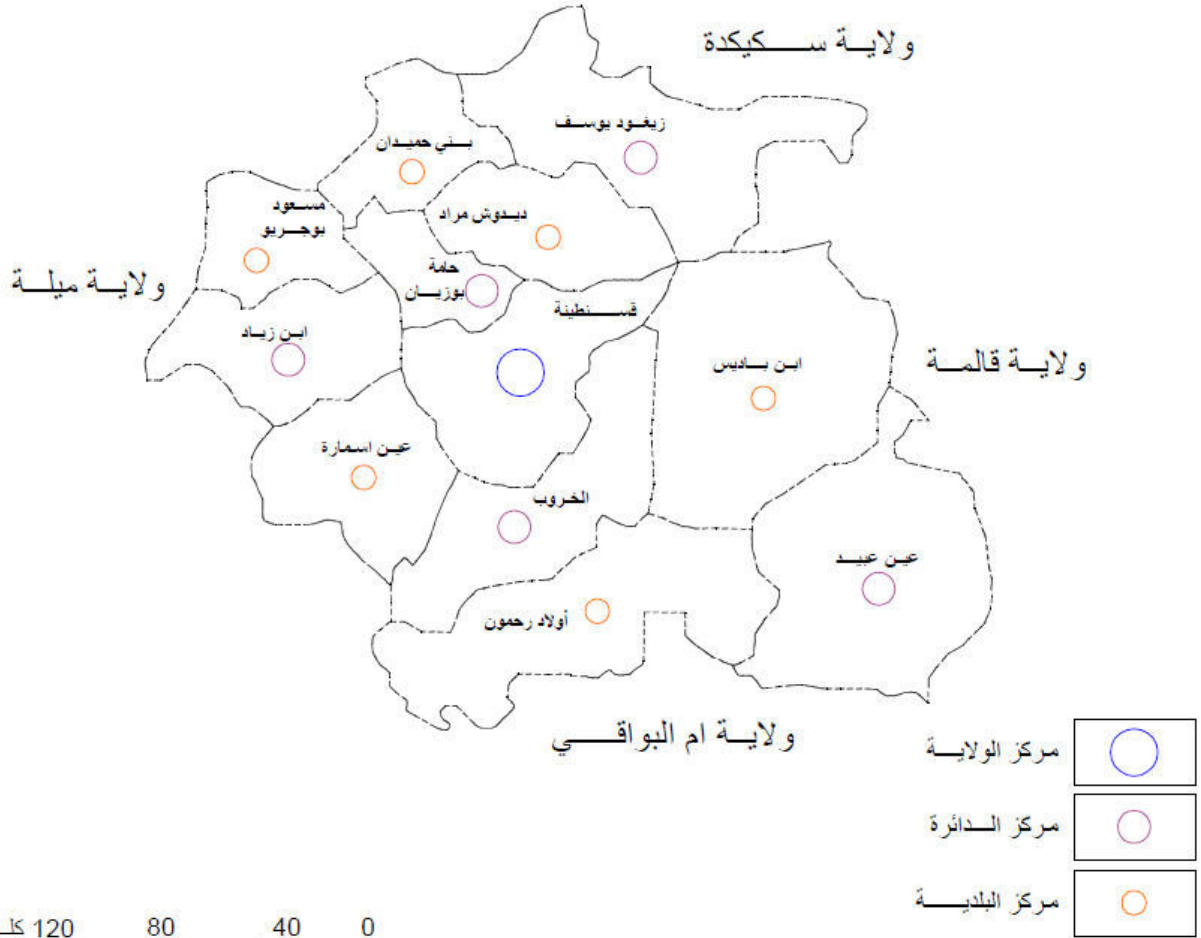 ولاية سكيكدة
زيغود يوسف
بني حميدان
مسعود
بوجريو
ديدوش مراد
حامة
بوزيان
ولاية ميلة
قسنطينة
ابن زياد
ابن باديس
ولاية قالمة
عين اسمارة
الخروب
عين عبيد
أولاد رحمون
ولاية ام البواقي
مركز الولاية
مركز الدائرة
مركز البلدية
0 40 80 120 كلـ